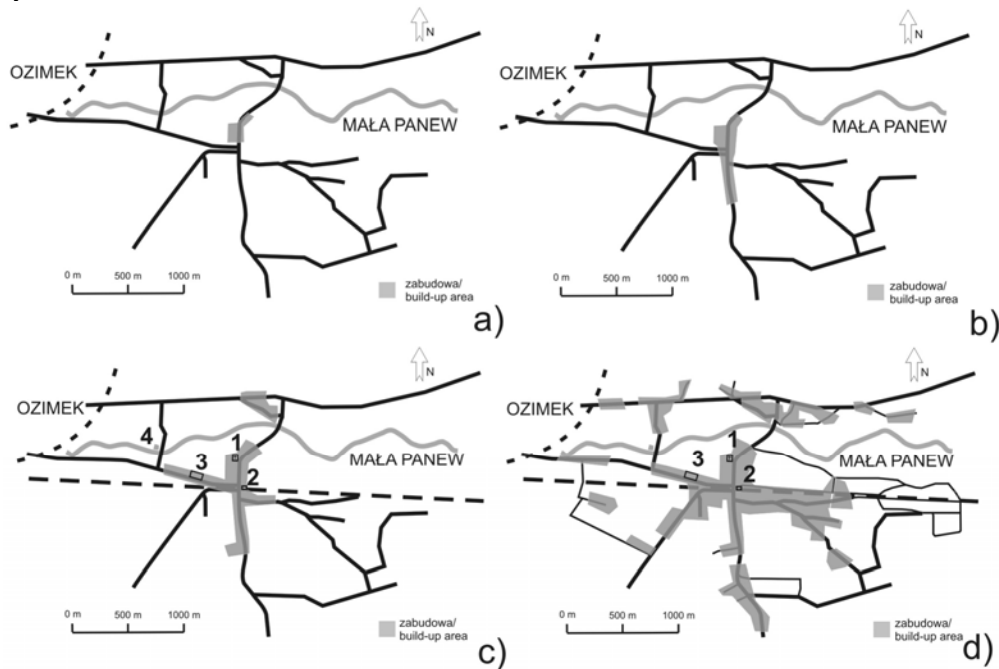 N
OZIMEK
MAŁA PANEW
0 m 500 m 1000 m
zabudowa/
build-up area
a)
N
OZIMEK
MAŁA PANEW
0 m 500 m 1000 m
zabudowa/
build-up area
b)
N
OZIMEK
4
1
3
2
MAŁA PANEW
0 m 500 m 1000 m
zabudowa/
build-up area
c)
N
OZIMEK
1
3
2
MAŁA PANEW
0 m 500 m 1000 m
zabudowa/
build-up area
d)